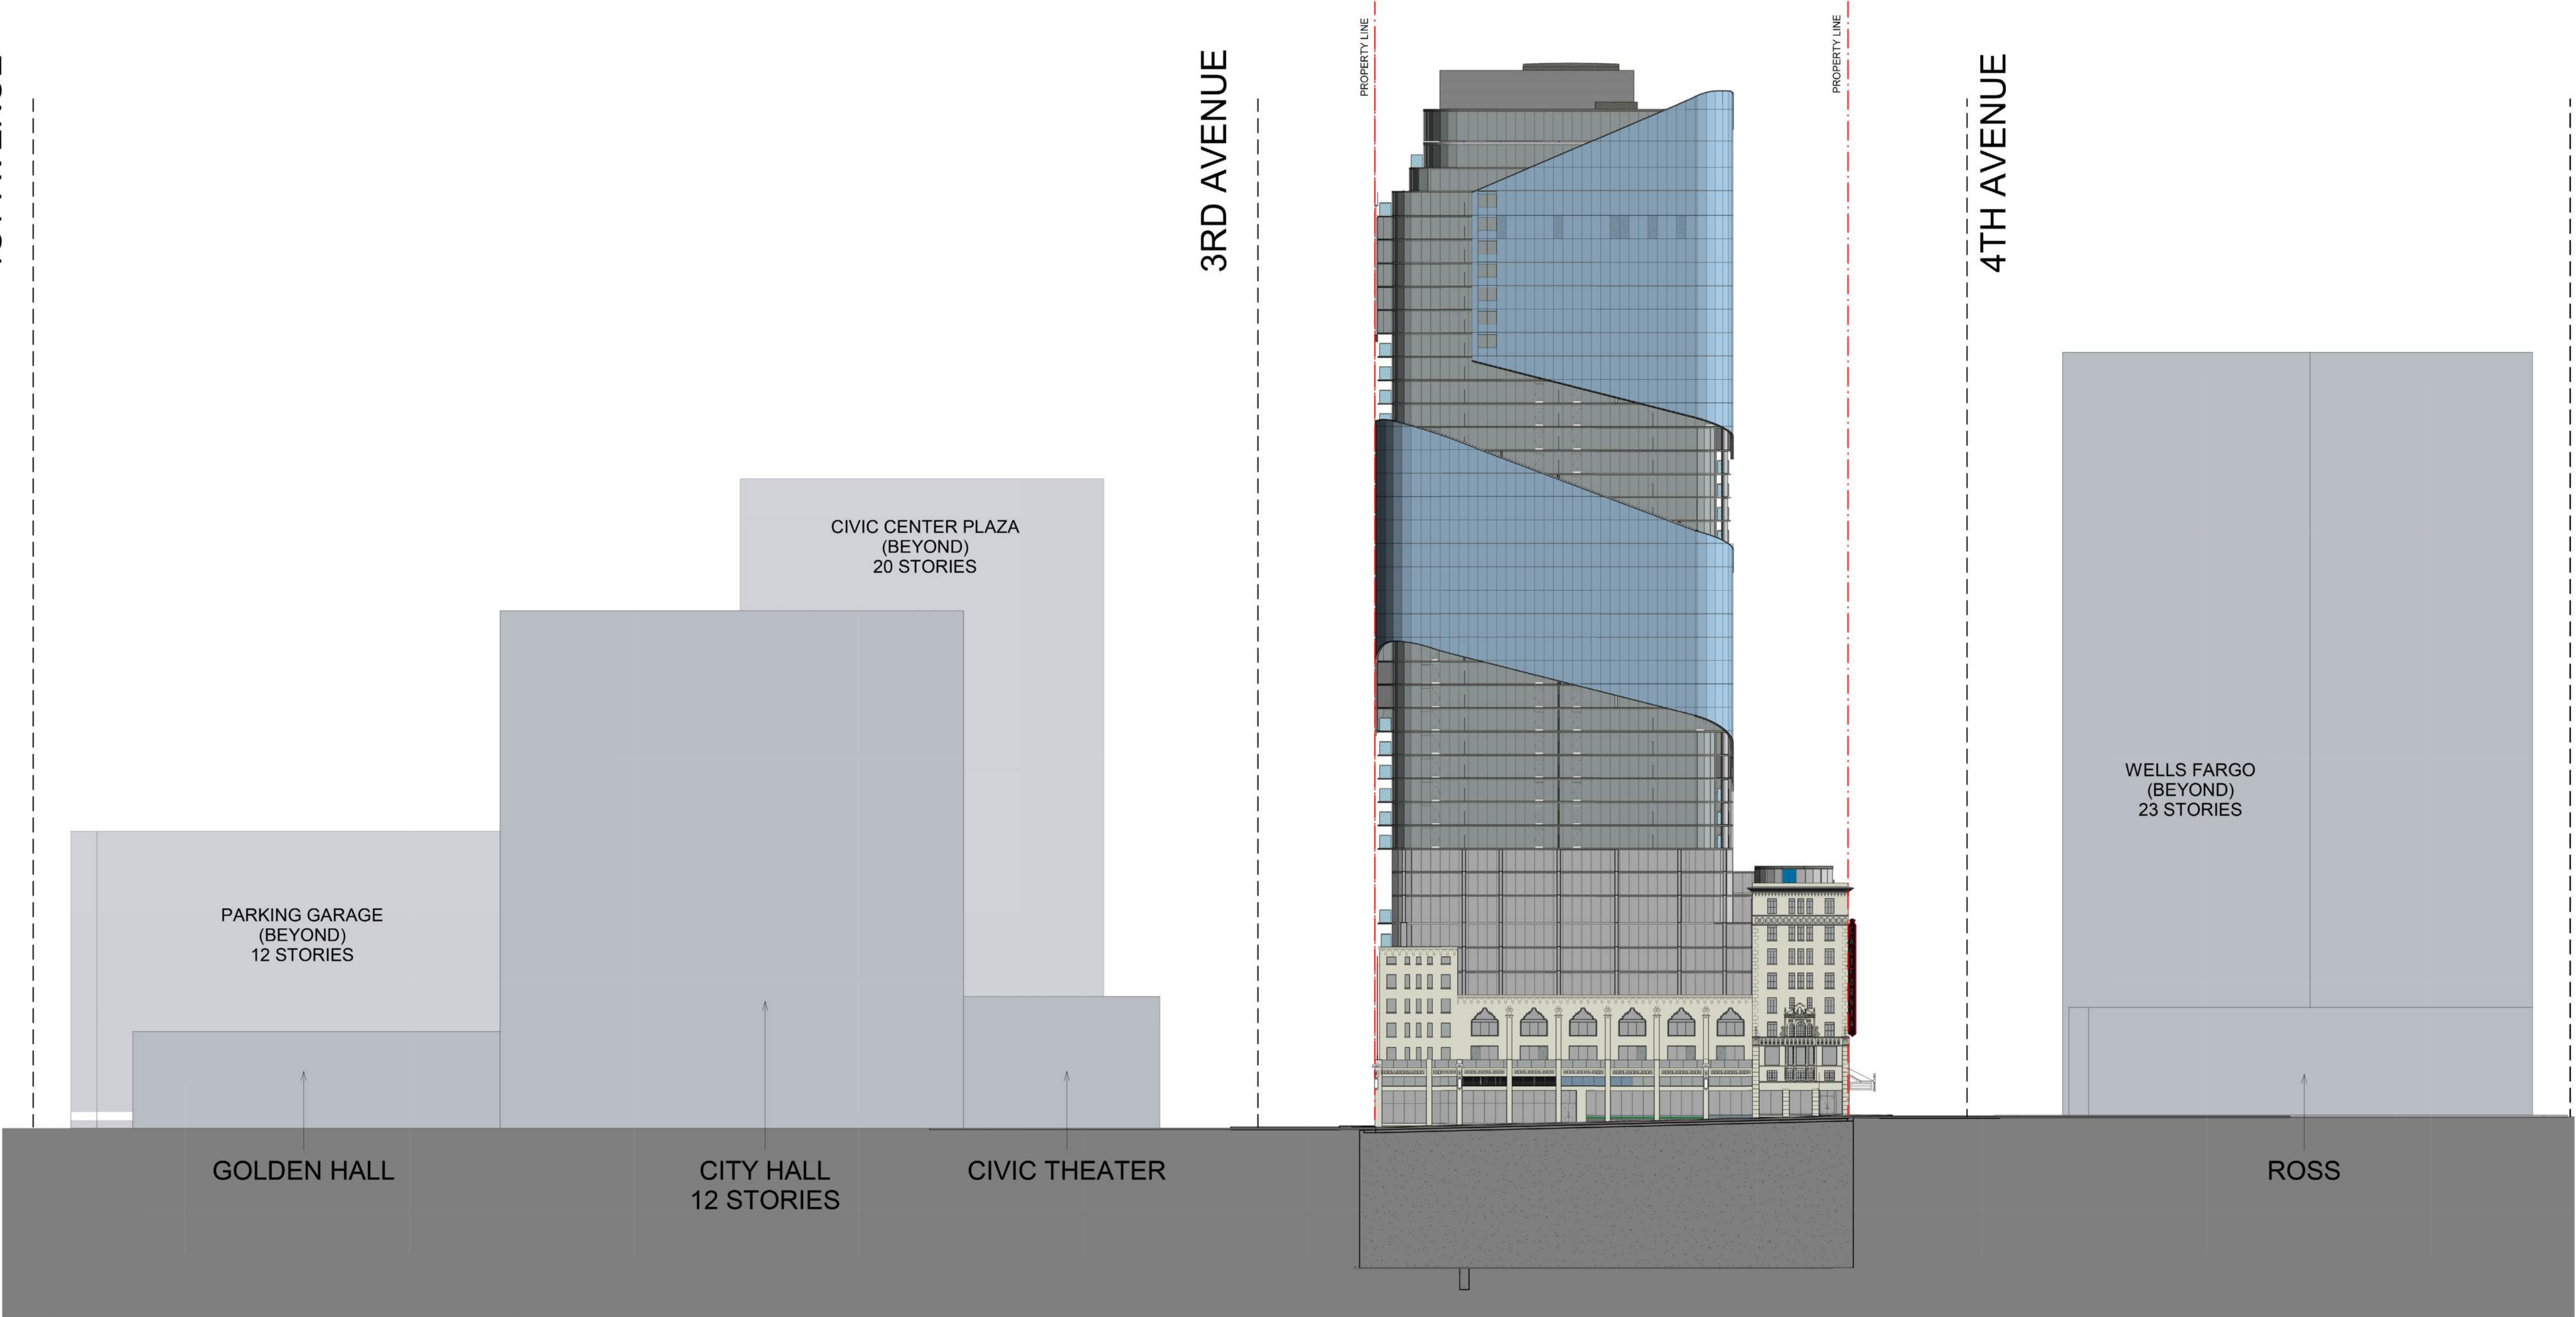 3RD AVENUE
PROPERTY LINE
PROPERTY LINE
4TH AVENUE
CIVIC CENTER PLAZA
(BEYOND)
20 STORIES
WELLS FARGO
(BEYOND)
23 STORIES
PARKING GARAGE
(BEYOND)
12 STORIES
GOLDEN HALL
CITY HALL
12 STORIES
CIVIC THEATER
ROSS